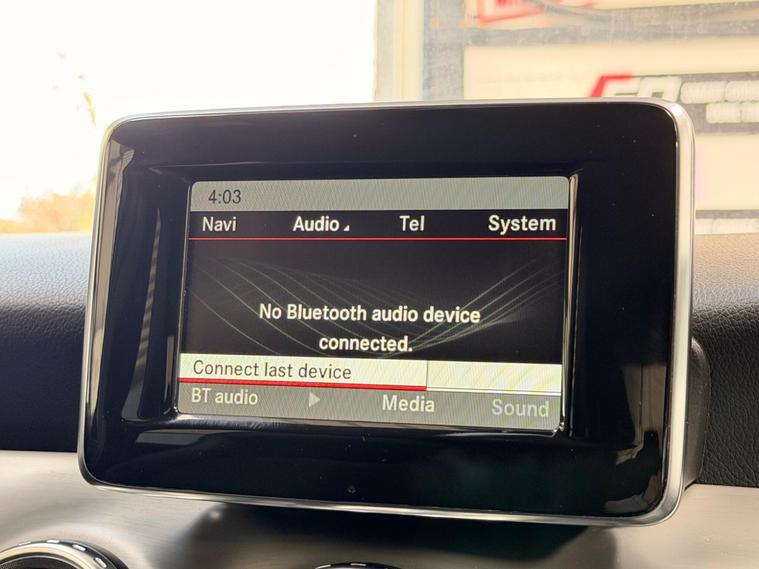 4:03
Navi Audio Tel System
No Bluetooth audio device
connected.
Connect last device
BT audio Media Sound